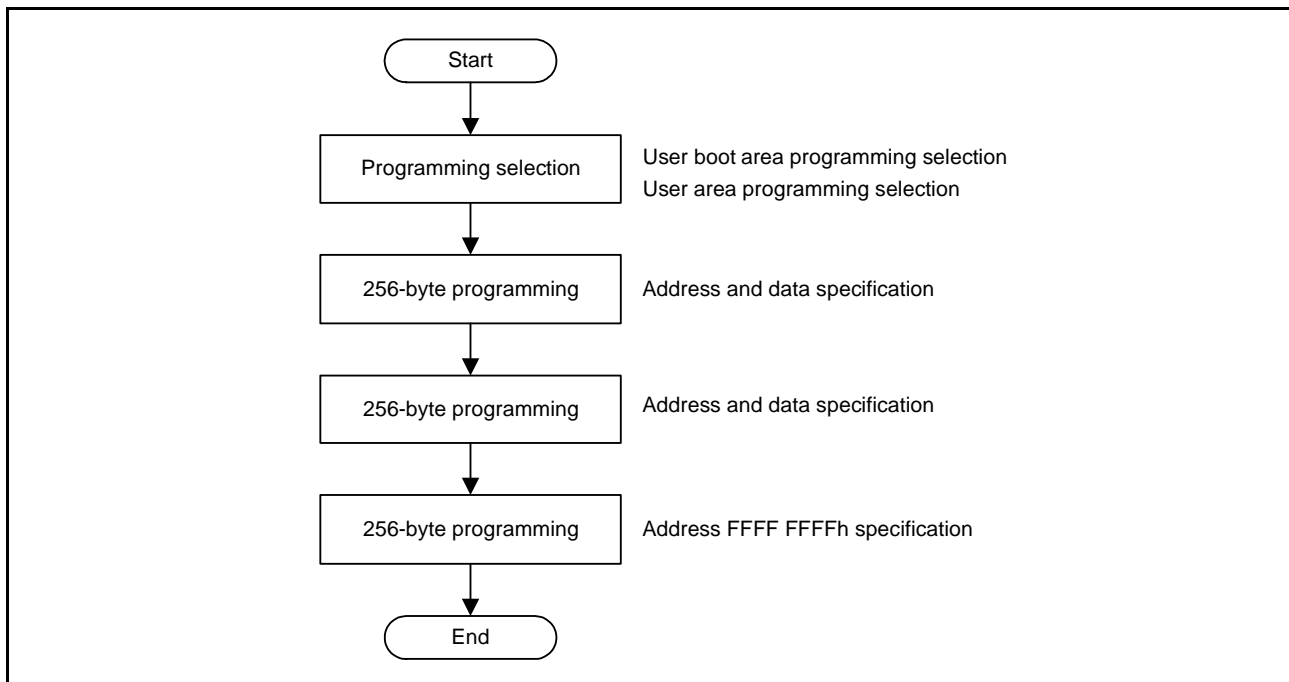 Start
Programming selection
User boot area programming selection
User area programming selection
256-byte programming
Address and data specification
256-byte programming
Address and data specification
256-byte programming
Address FFFF FFFFh specification
End